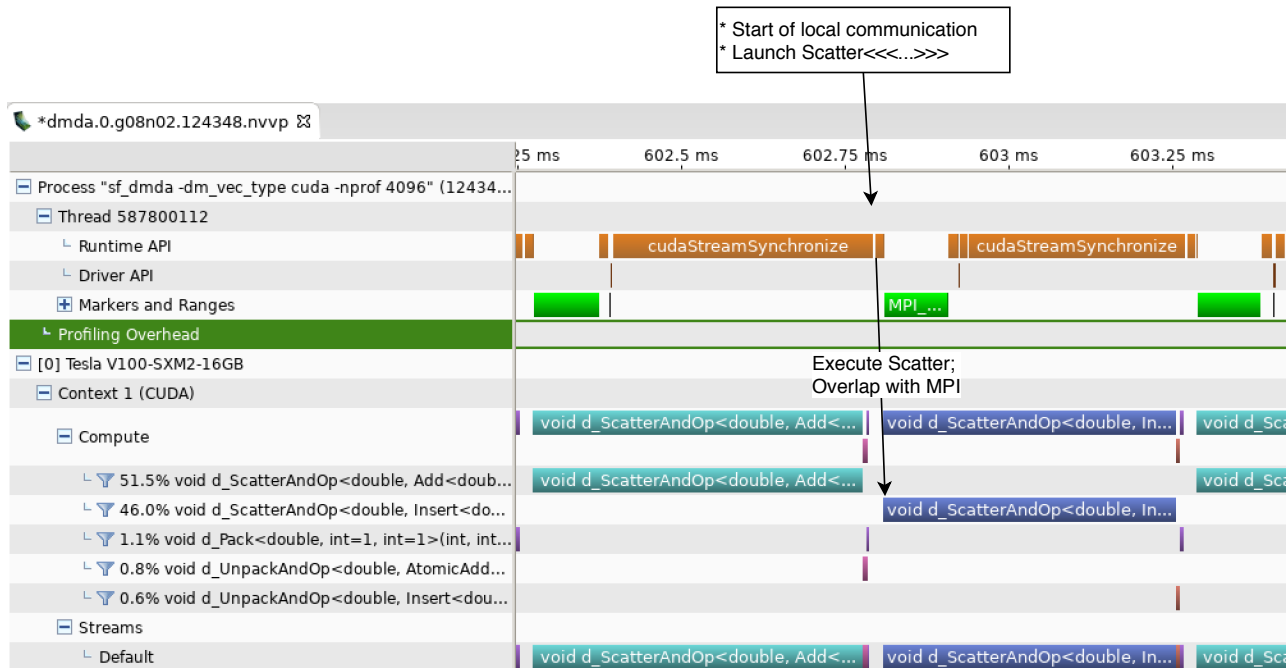 * Start of local communication
* Launch Scatter<<<...>>>
*dmda.0.g08n02.124348.nvvp
25 ms 602.5 ms 602.75 ms 603 ms 603.25 ms
Process "sf_dmda -dm_vec_type cuda -nprof 4096" (12434...
Thread 587800112
Runtime API cudaStreamSynchronize cudaStreamSynchronize
Driver API
Markers and Ranges MPI_...
Profiling Overhead
[0] Tesla V100-SXM2-16GB
Execute Scatter;
Overlap with MPI
Context 1 (CUDA)
void d_ScatterAndOp<double, Add<... void d_ScatterAndOp<double, In... void d_Sca
Compute
51.5% void d_ScatterAndOp<double, Add<doub... void d_ScatterAndOp<double, Add<... void d_Sca
46.0% void d_ScatterAndOp<double, Insert<do... void d_ScatterAndOp<double, In...
1.1% void d_Pack<double, int=1, int=1>(int, int...
0.8% void d_UnpackAndOp<double, AtomicAdd...
0.6% void d_UnpackAndOp<double, Insert<dou...
Streams
Default void d_ScatterAndOp<double, Add<... void d_ScatterAndOp<double, In... void d_Sca